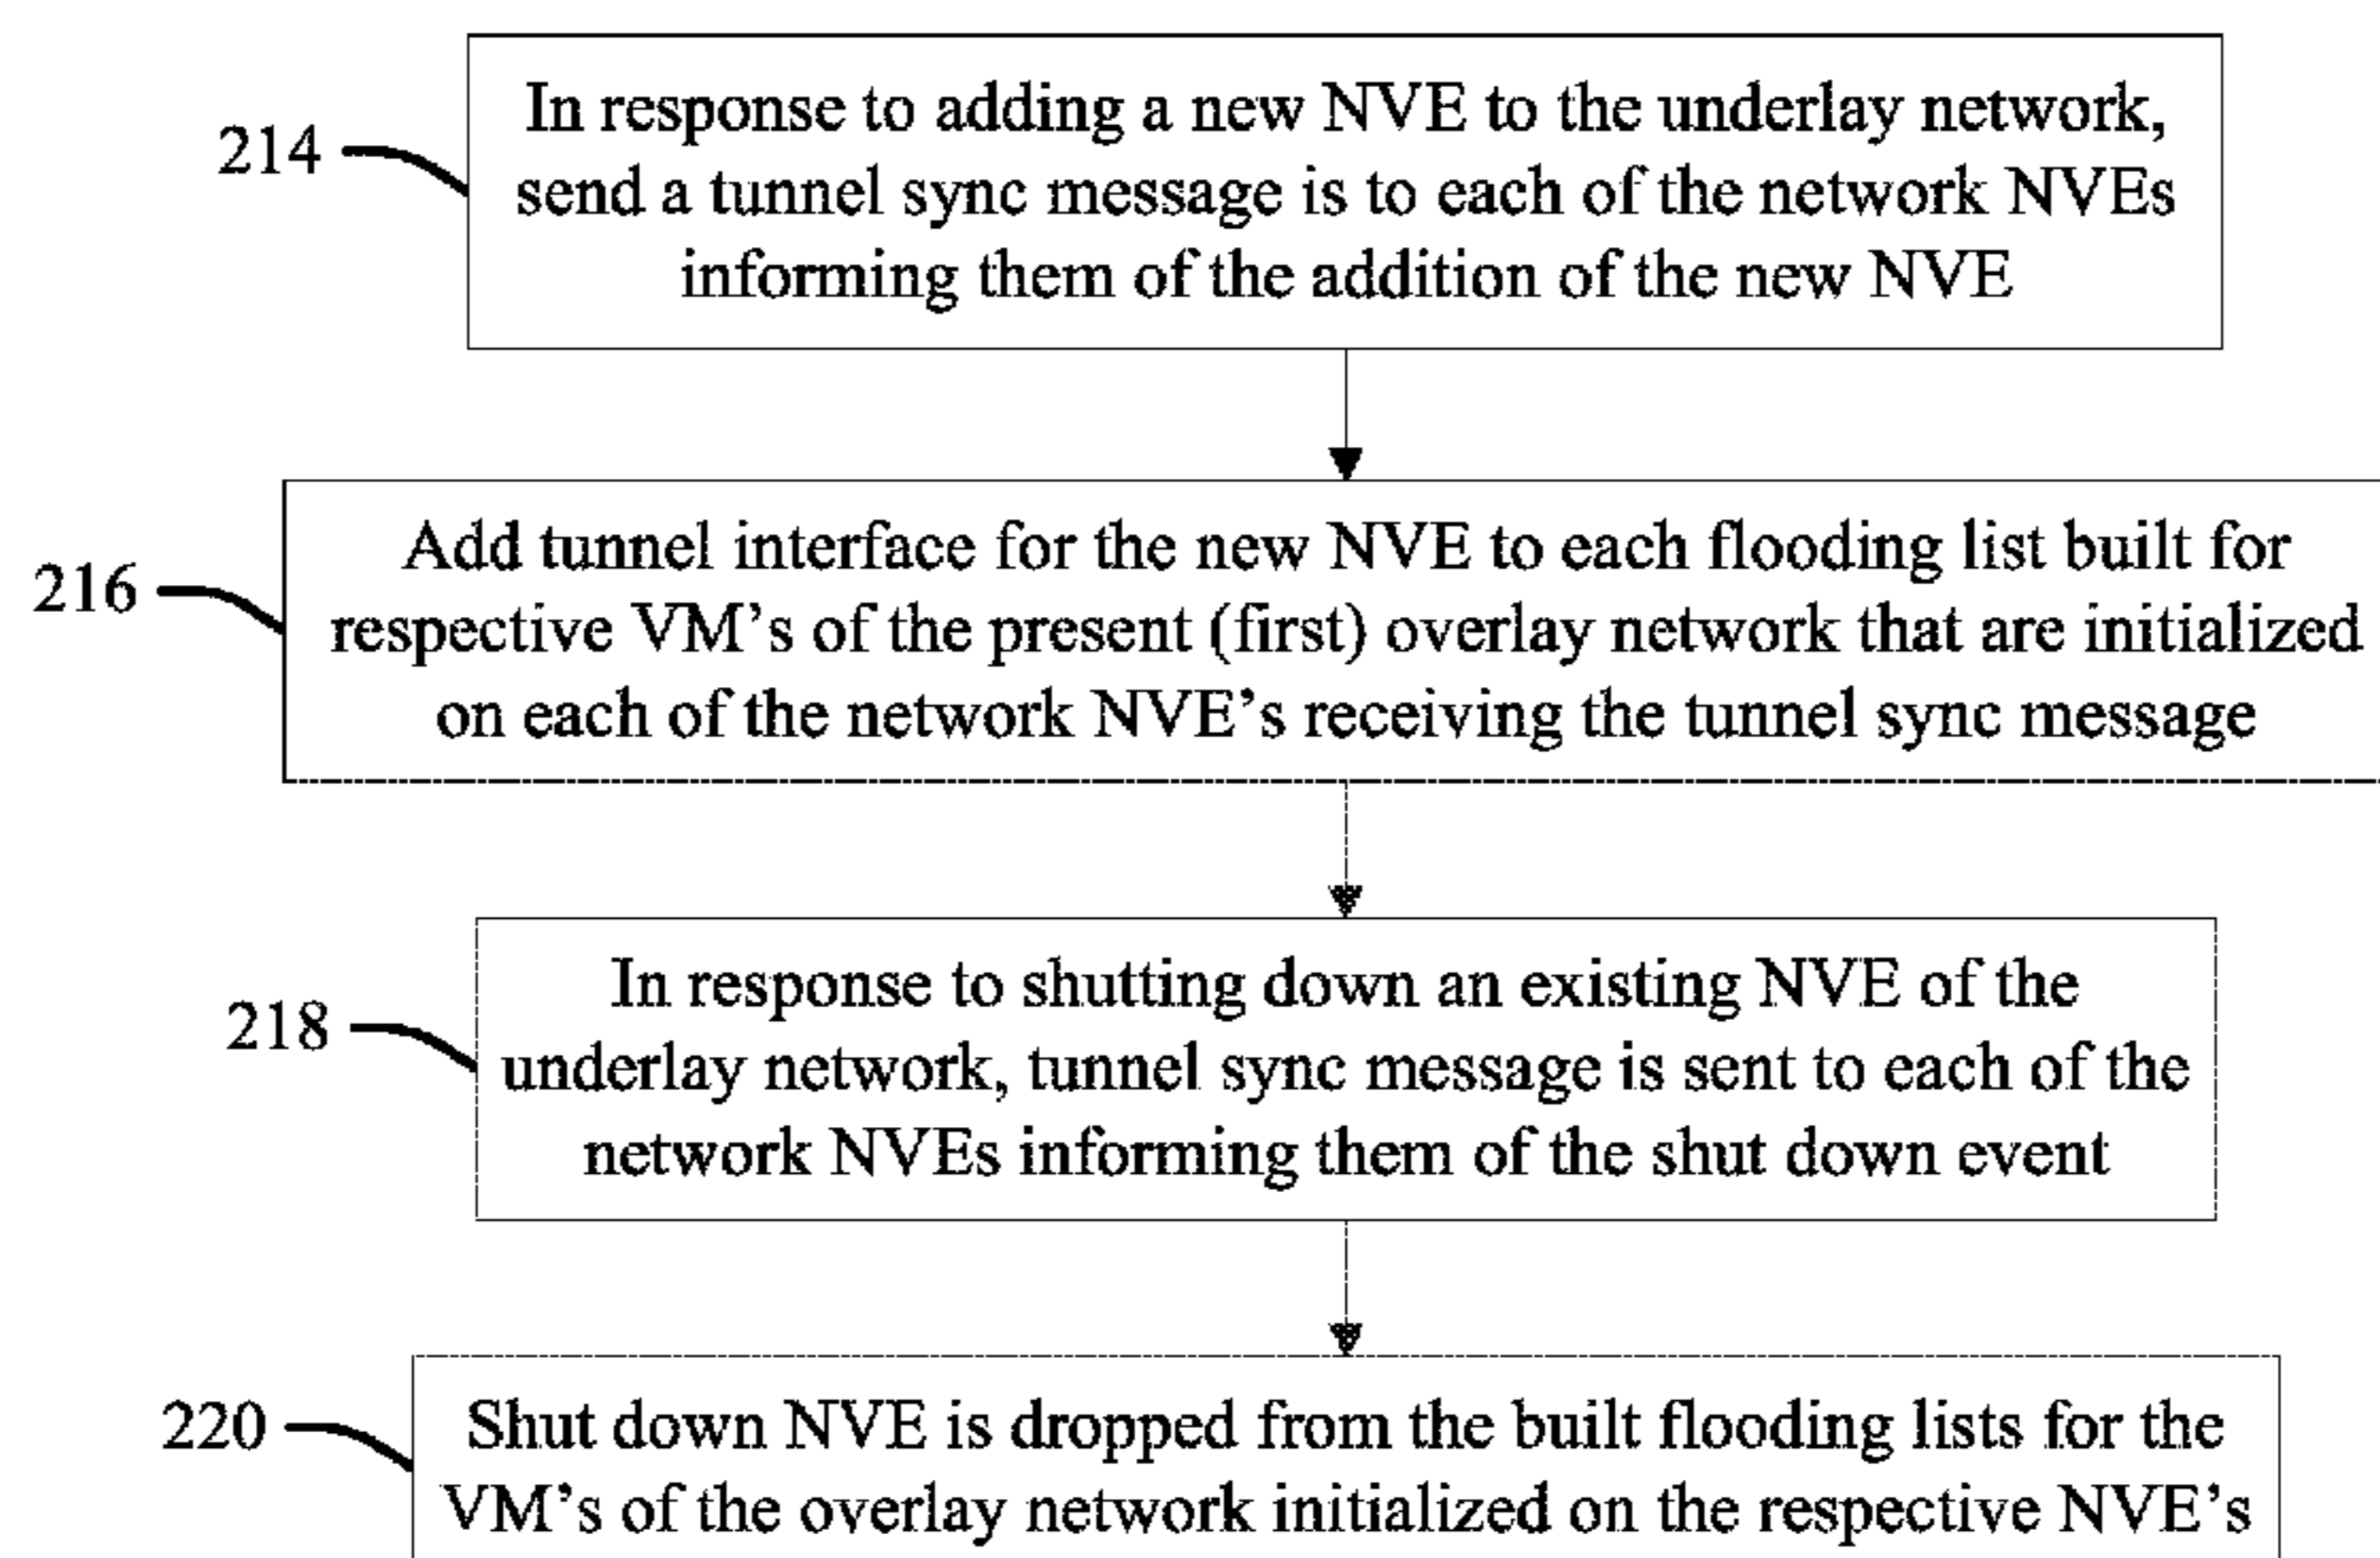 In response to adding a new NVE to the underlay network,
214
send a tunnel sync message is to each of the network NVEs
informing them of the addition of the new NVE
Add tunnel interface for the new NVE to each flooding list built for
216
respective VM's of the present (first) overlay network that are initialized
on each of the network NVE's receiving the tunnel sync message
In response to shutting down an existing NVE of the
218
underlay network, tunnel sync message is sent to each of the
network NVEs informing them of the shut down event
220
Shut down NVE is dropped from the built flooding lists for the
VM's of the overlay network initialized on the respective NVE's